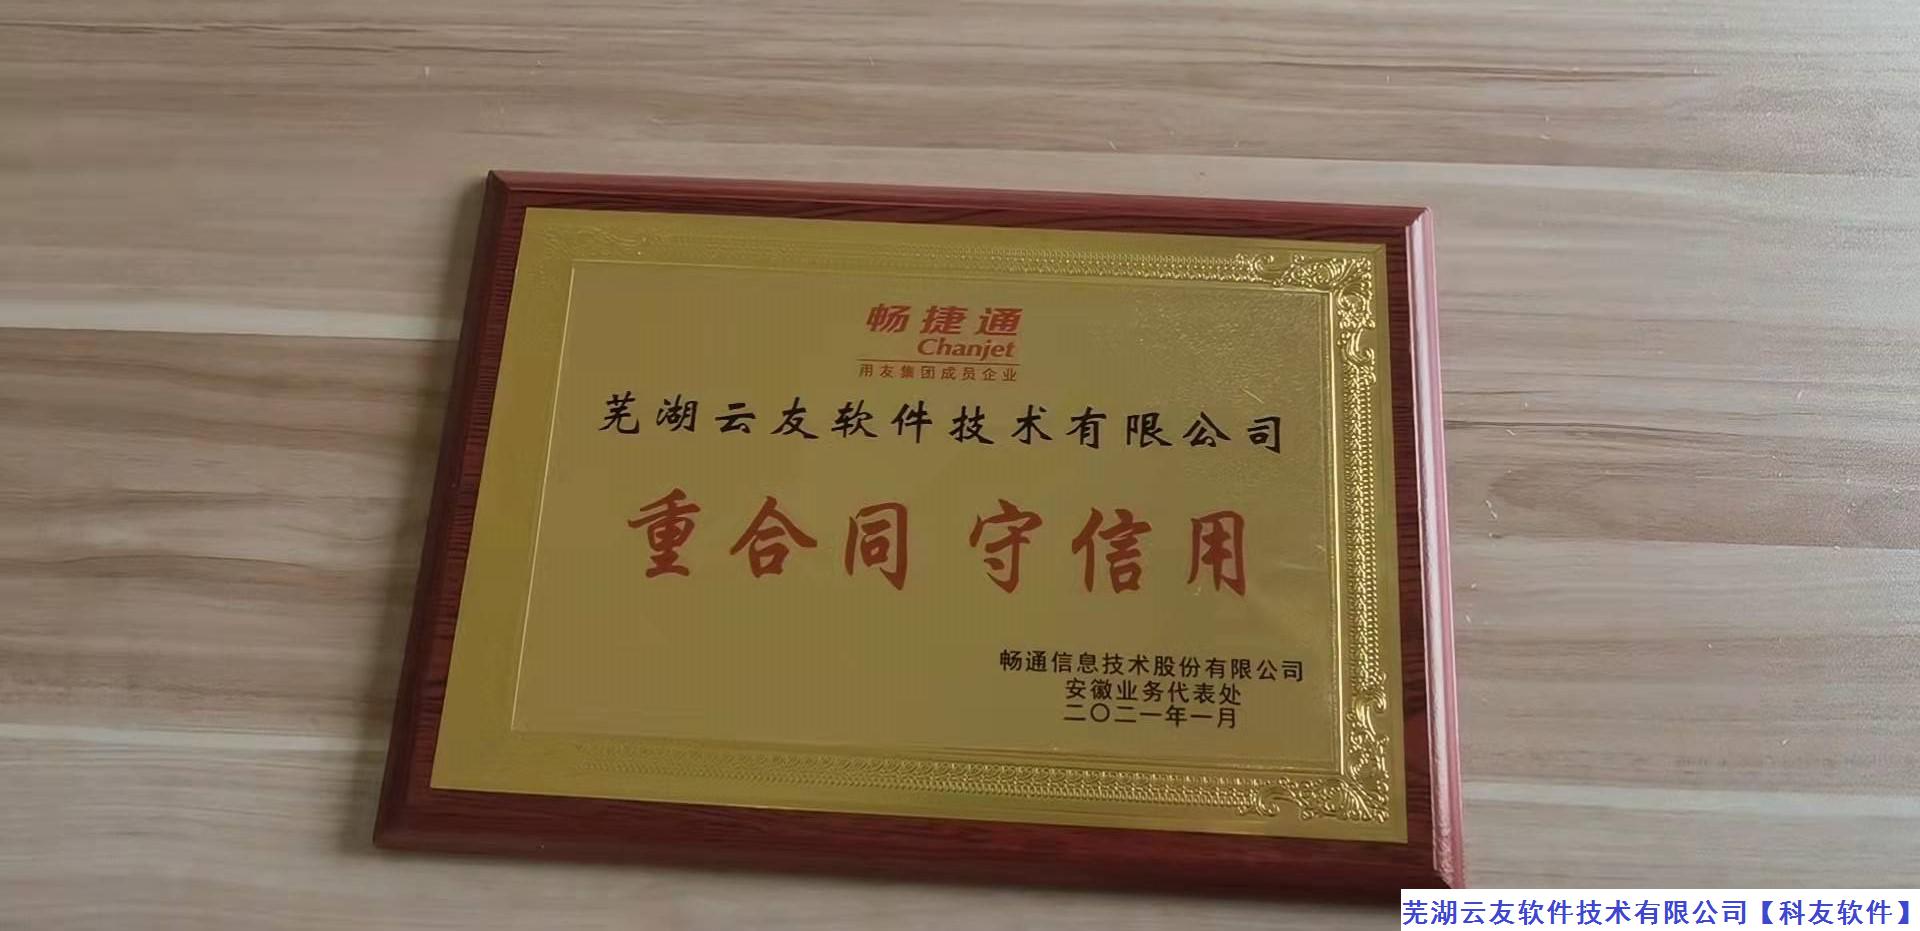 畅捷通
Chanjet
用友集团成员企业
芜湖云友软件技术有限公司
重合同 守信用
畅通信息技术股份有限公司
安徽业务代表处
二〇二一年一月
芜湖云友软件技术有限公司【科友软件】